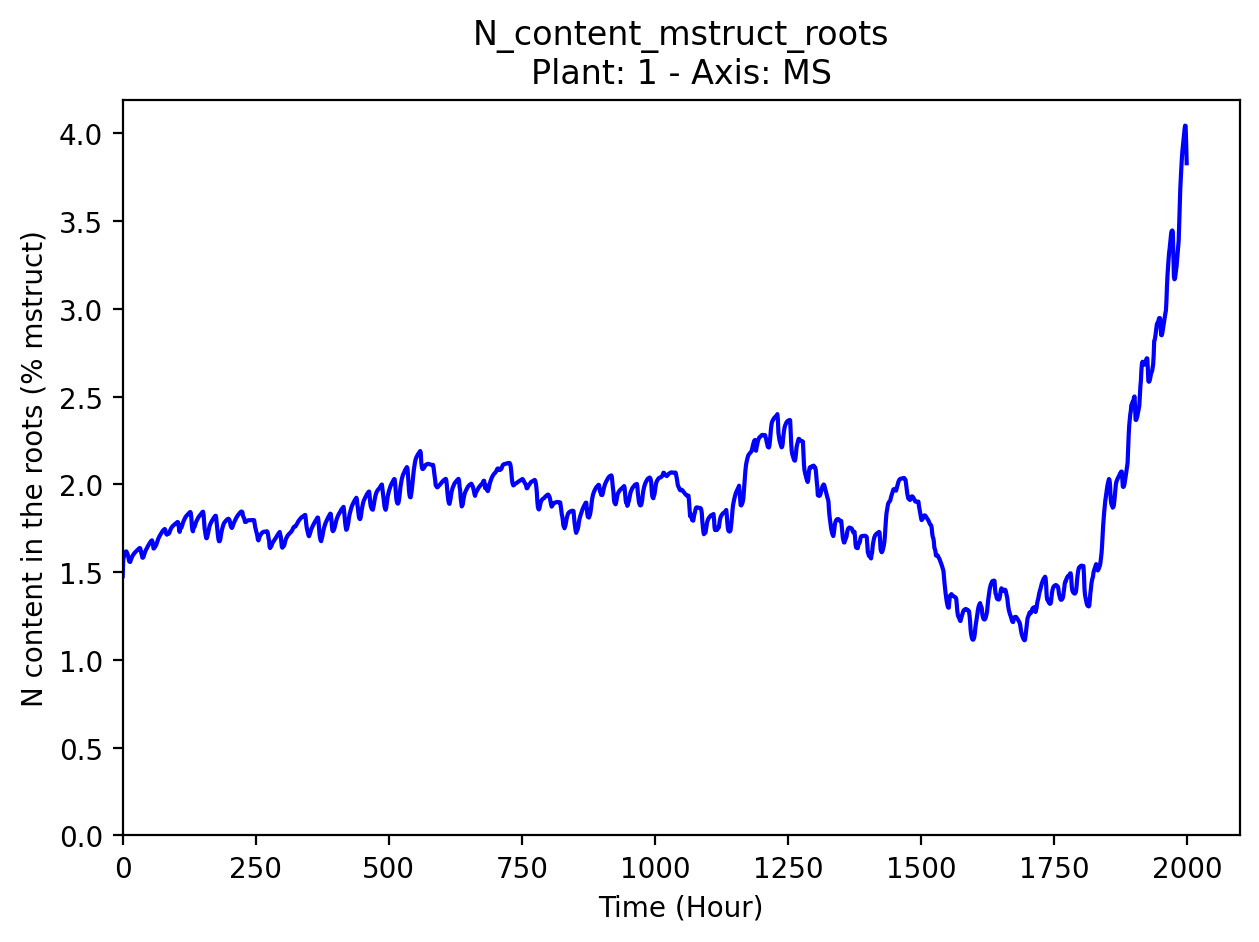 N_content_mstruct_roots
Plant: 1 - Axis: MS
N content in the roots (% mstruct)
4.0
3.5
3.0
2.5
2.0
1.5
1.0
0.5
0.0
0 250 500 750 1000 1250 1500 1750 2000
Time (Hour)